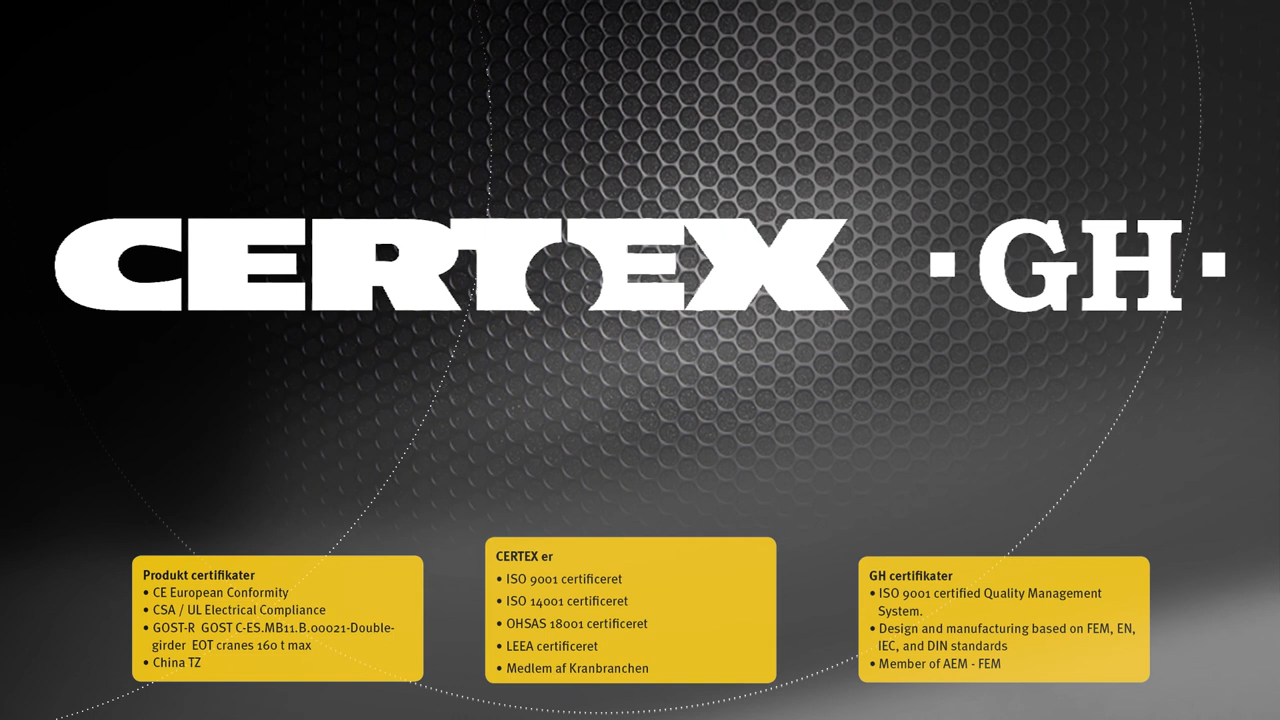 CERTEX ·GH·
Produkt certifikater
• CE European Conformity
• CSA / UL Electrical Compliance
• GOST-R GOST C-ES.MB11.B.00021-Double-
girder EOT cranes 160 t max
• China TZ
CERTEX er
• ISO 9001 certificeret
• ISO 14001 certificeret
• OHSAS 18001 certificeret
• LEEA certificeret
• Medlem af Kranbranchen
GH certifikater
• ISO 9001 certified Quality Management
System.
• Design and manufacturing based on FEM, EN,
IEC, and DIN standards
• Member of AEM - FEM